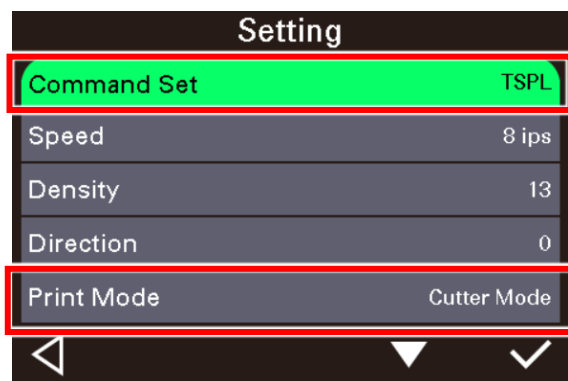 Setting
Command Set TSPL
Speed 8 ips
Density 13
Direction 0
Print Mode Cutter Mode